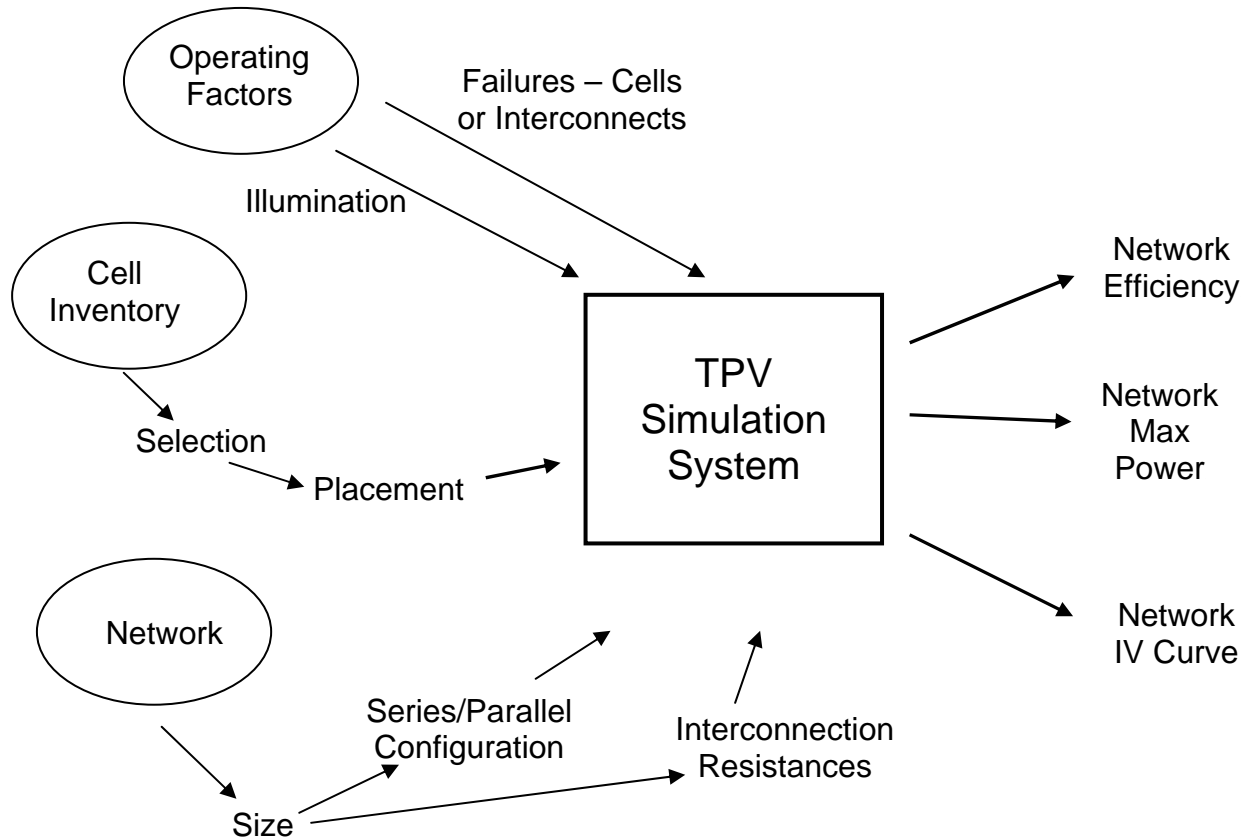 Operating
Factors
Failures – Cells
or Interconnects
Illumination
Cell
Inventory
Selection
Placement
TPV
Simulation
System
Network
Efficiency
Network
Max
Power
Network
IV Curve
Network
Series/Parallel
Configuration
Interconnection
Resistances
Size